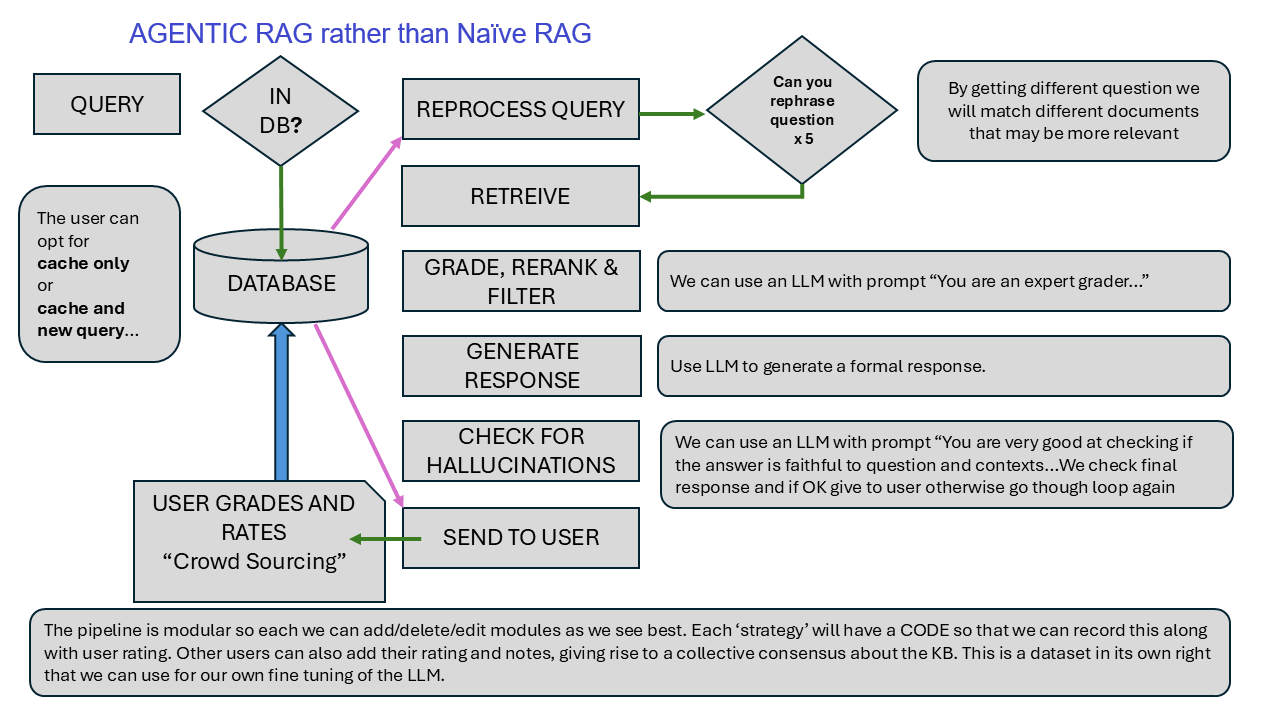 AGENTIC RAG rather than Naïve RAG
QUERY
IN
DB?
REPROCESS QUERY
Can you
rephrase
question
x 5
By getting different question we
will match different documents
that may be more relevant
The user can
opt for
cache only
or
cache and
new query...
RETREIVE
DATABASE
GRADE, RERANK &
FILTER
We can use an LLM with prompt “You are an expert grader...”
GENERATE
RESPONSE
Use LLM to generate a formal response.
CHECK FOR
HALLUCINATIONS
We can use an LLM with prompt “You are very good at checking if
the answer is faithful to question and contexts...We check final
response and if OK give to user otherwise go though loop again
USER GRADES AND
RATES
“Crowd Sourcing”
SEND TO USER
The pipeline is modular so each we can add/delete/edit modules as we see best. Each ‘strategy’ will have a CODE so that we can record this along
with user rating. Other users can also add their rating and notes, giving rise to a collective consensus about the KB. This is a dataset in its own right
that we can use for our own fine tuning of the LLM.